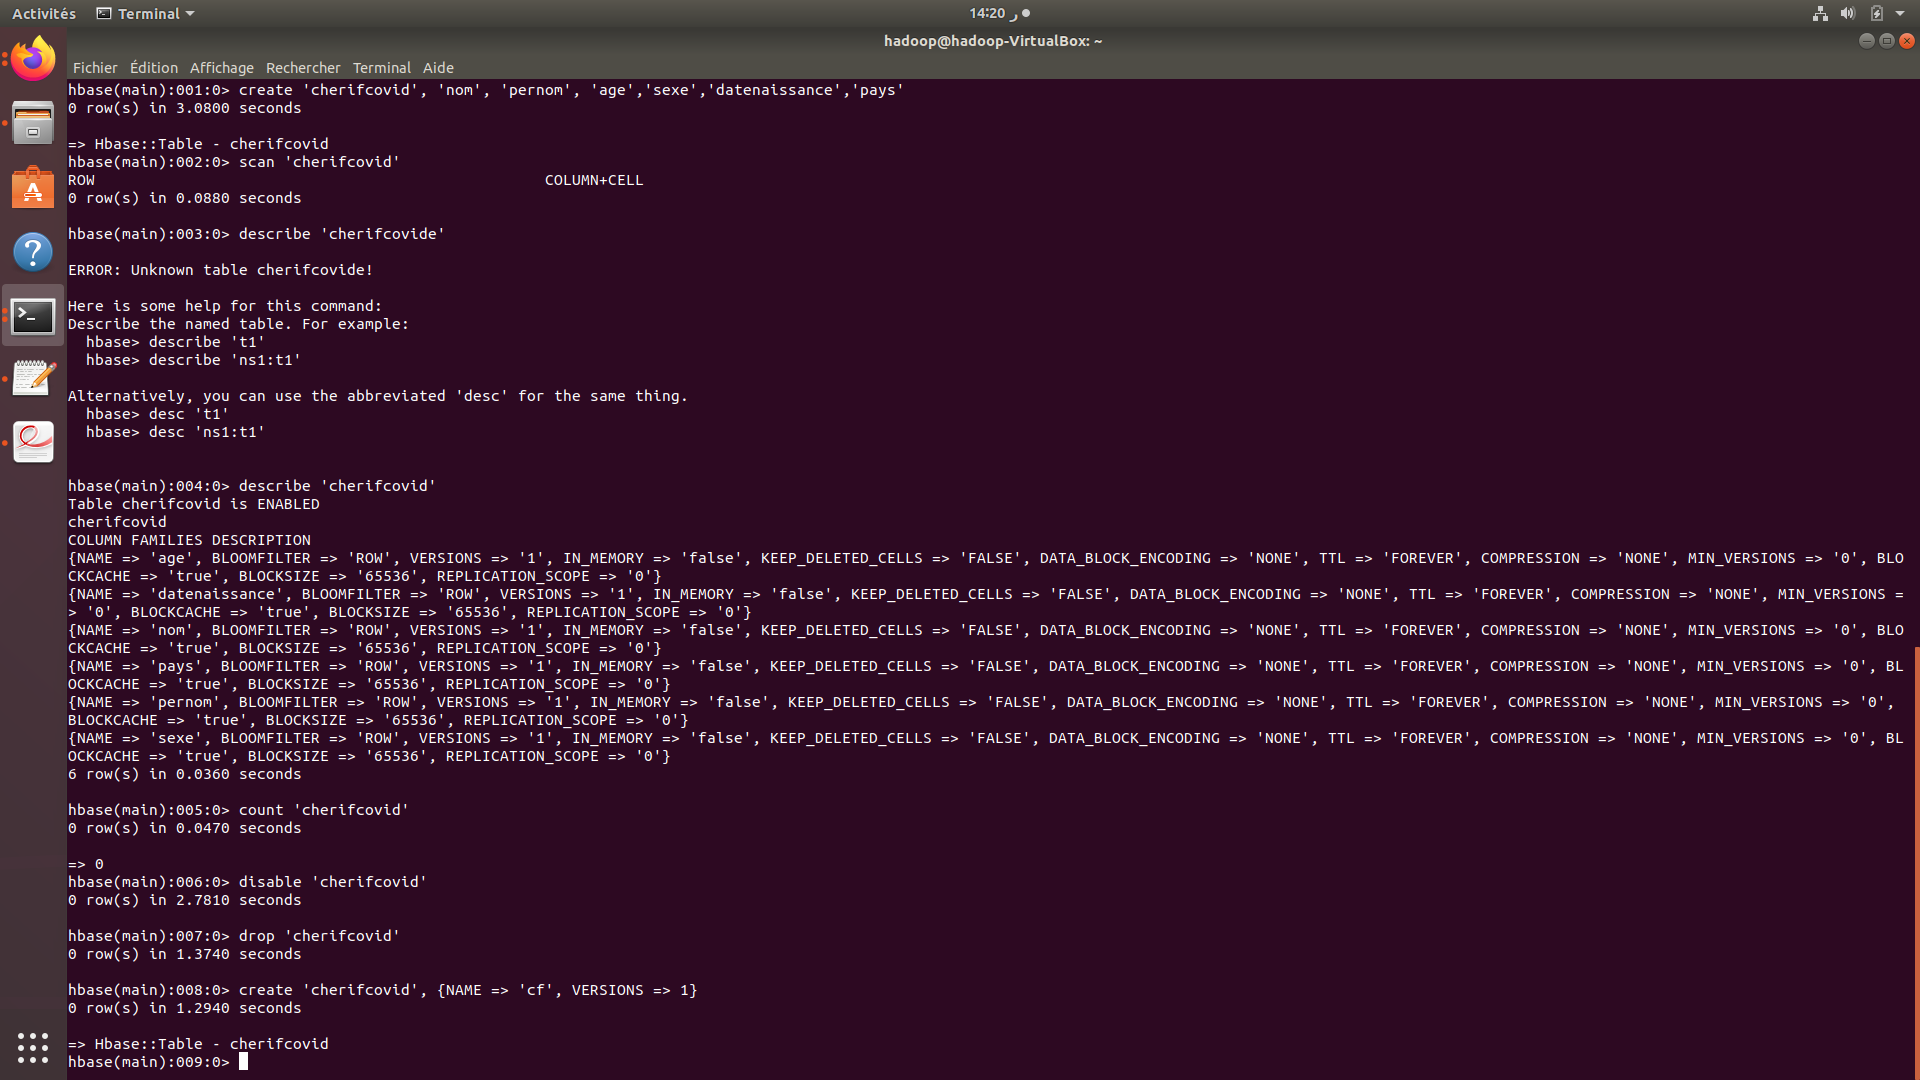 Activités Terminal 14:20 ر
hadoop@hadoop-VirtualBox: ~
Fichier Édition Affichage Rechercher Terminal Aide
hbase(main):001:0> create 'cherifcovid', 'nom', 'pernom', 'age','sexe','datenaissance','pays'
0 row(s) in 3.0800 seconds
=> Hbase::Table - cherifcovid
hbase(main):002:0> scan 'cherifcovid'
ROW COLUMN+CELL
0 row(s) in 0.0880 seconds
hbase(main):003:0> describe 'cherifcovide'
ERROR: Unknown table cherifcovide!
Here is some help for this command:
Describe the named table. For example:
hbase> describe 't1'
hbase> describe 'ns1:t1'
Alternatively, you can use the abbreviated 'desc' for the same thing.
hbase> desc 't1'
hbase> desc 'ns1:t1'
hbase(main):004:0> describe 'cherifcovid'
Table cherifcovid is ENABLED
cherifcovid
COLUMN FAMILIES DESCRIPTION
{NAME => 'age', BLOOMFILTER => 'ROW', VERSIONS => '1', IN_MEMORY => 'false', KEEP_DELETED_CELLS => 'FALSE', DATA_BLOCK_ENCODING => 'NONE', TTL => 'FOREVER', COMPRESSION => 'NONE', MIN_VERSIONS => '0', BLO
CKCACHE => 'true', BLOCKSIZE => '65536', REPLICATION_SCOPE => '0'}
{NAME => 'datenaissance', BLOOMFILTER => 'ROW', VERSIONS => '1', IN_MEMORY => 'false', KEEP_DELETED_CELLS => 'FALSE', DATA_BLOCK_ENCODING => 'NONE', TTL => 'FOREVER', COMPRESSION => 'NONE', MIN_VERSIONS =
> '0', BLOCKCACHE => 'true', BLOCKSIZE => '65536', REPLICATION_SCOPE => '0'}
{NAME => 'nom', BLOOMFILTER => 'ROW', VERSIONS => '1', IN_MEMORY => 'false', KEEP_DELETED_CELLS => 'FALSE', DATA_BLOCK_ENCODING => 'NONE', TTL => 'FOREVER', COMPRESSION => 'NONE', MIN_VERSIONS => '0', BLO
CKCACHE => 'true', BLOCKSIZE => '65536', REPLICATION_SCOPE => '0'}
{NAME => 'pays', BLOOMFILTER => 'ROW', VERSIONS => '1', IN_MEMORY => 'false', KEEP_DELETED_CELLS => 'FALSE', DATA_BLOCK_ENCODING => 'NONE', TTL => 'FOREVER', COMPRESSION => 'NONE', MIN_VERSIONS => '0', BL
OCKCACHE => 'true', BLOCKSIZE => '65536', REPLICATION_SCOPE => '0'}
{NAME => 'pernom', BLOOMFILTER => 'ROW', VERSIONS => '1', IN_MEMORY => 'false', KEEP_DELETED_CELLS => 'FALSE', DATA_BLOCK_ENCODING => 'NONE', TTL => 'FOREVER', COMPRESSION => 'NONE', MIN_VERSIONS => '0',
BLOCKCACHE => 'true', BLOCKSIZE => '65536', REPLICATION_SCOPE => '0'}
{NAME => 'sexe', BLOOMFILTER => 'ROW', VERSIONS => '1', IN_MEMORY => 'false', KEEP_DELETED_CELLS => 'FALSE', DATA_BLOCK_ENCODING => 'NONE', TTL => 'FOREVER', COMPRESSION => 'NONE', MIN_VERSIONS => '0', BL
OCKCACHE => 'true', BLOCKSIZE => '65536', REPLICATION_SCOPE => '0'}
6 row(s) in 0.0360 seconds
hbase(main):005:0> count 'cherifcovid'
0 row(s) in 0.0470 seconds
=> 0
hbase(main):006:0> disable 'cherifcovid'
0 row(s) in 2.7810 seconds
hbase(main):007:0> drop 'cherifcovid'
0 row(s) in 1.3740 seconds
hbase(main):008:0> create 'cherifcovid', {NAME => 'cf', VERSIONS => 1}
0 row(s) in 1.2940 seconds
=> Hbase::Table - cherifcovid
hbase(main):009:0>